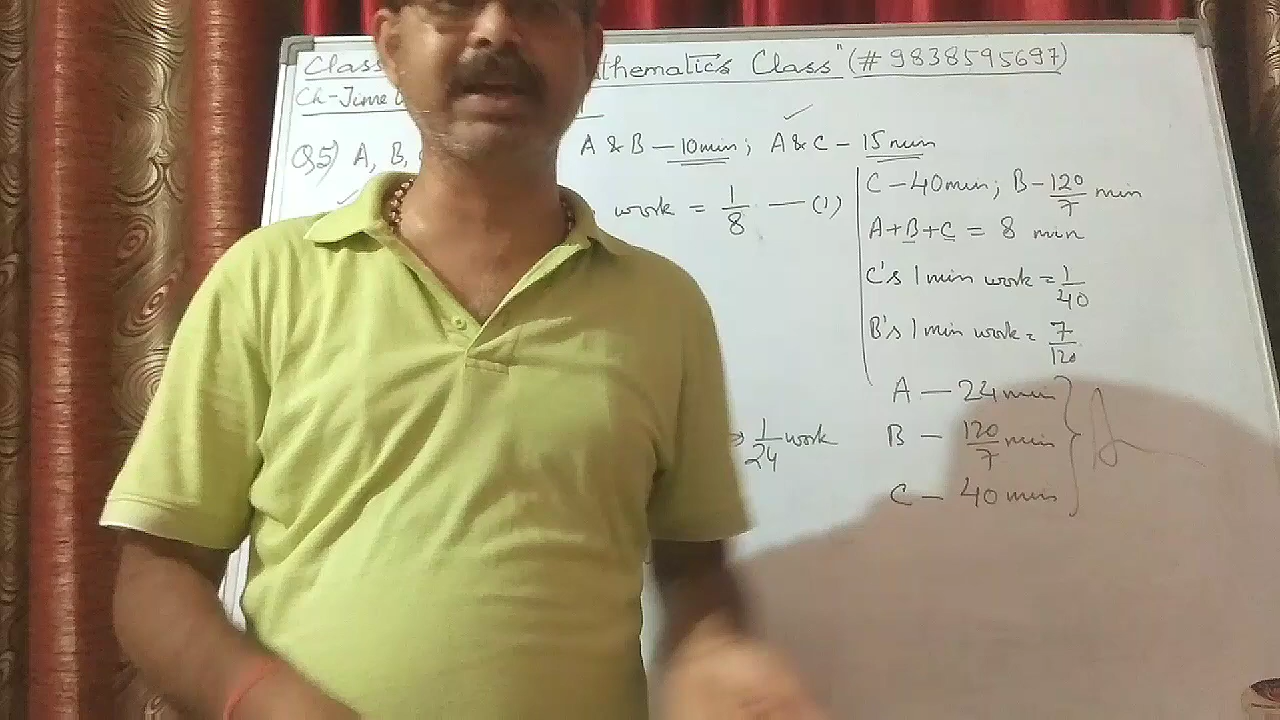 Class thematics Class" (# 9838595697)
Ch-Time
Q5) A, B, A & B - 10min; A & C - 15 min
work = 1/8 - (1)
C - 40min; B - 120/7 min
A+B+C = 8 min
C's 1 min work = 1/40
B's 1 min work = 7/120
A - 24 min
⇒ 1/24 work B - 120/7 min
C - 40 min